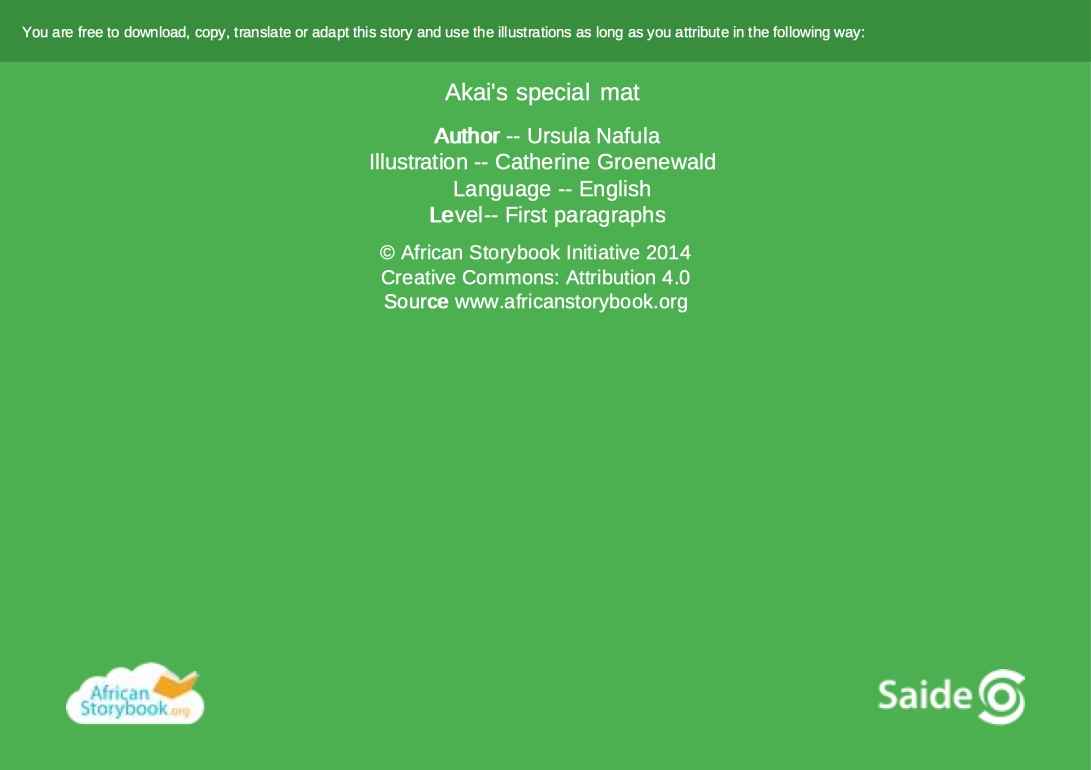 You are free to download, copy, translate or adapt this story and use the illustrations as long as you attribute in the following way:
Akai's special mat
Author -- Ursula Nafula
Illustration -- Catherine Groenewald
Language -- English
Level-- First paragraphs
© African Storybook Initiative 2014
Creative Commons: Attribution 4.0
Source www.africanstorybook.org
African
Storybook.org
Saide